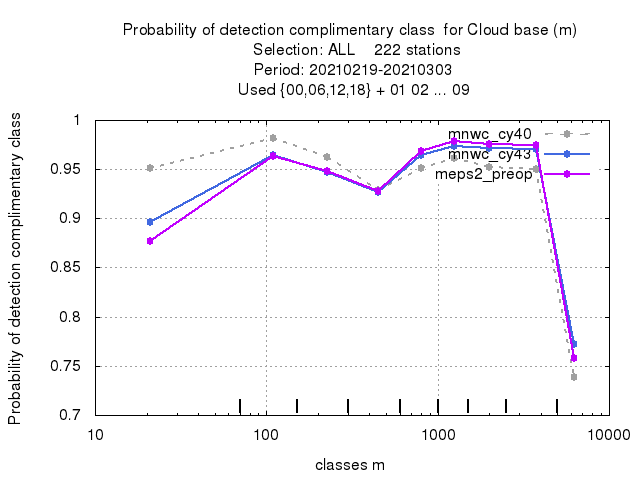 Probability of detection complimentary class  for Cloud base (m)
Selection: ALL    222 stations
Period: 20210219-20210303
Used {00,06,12,18} + 01 02 ... 09
Probability of detection complimentary class
1
0.95
0.9
0.85
0.8
0.75
0.7
mnwc_cy40
mnwc_cy43
meps2_preop
10
100
1000
10000
classes m